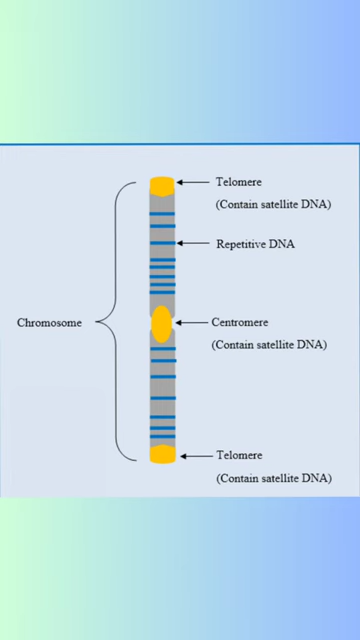 Telomere
(Contain satellite DNA)
Repetitive DNA
Chromosome
Centromere
(Contain satellite DNA)
Telomere
(Contain satellite DNA)